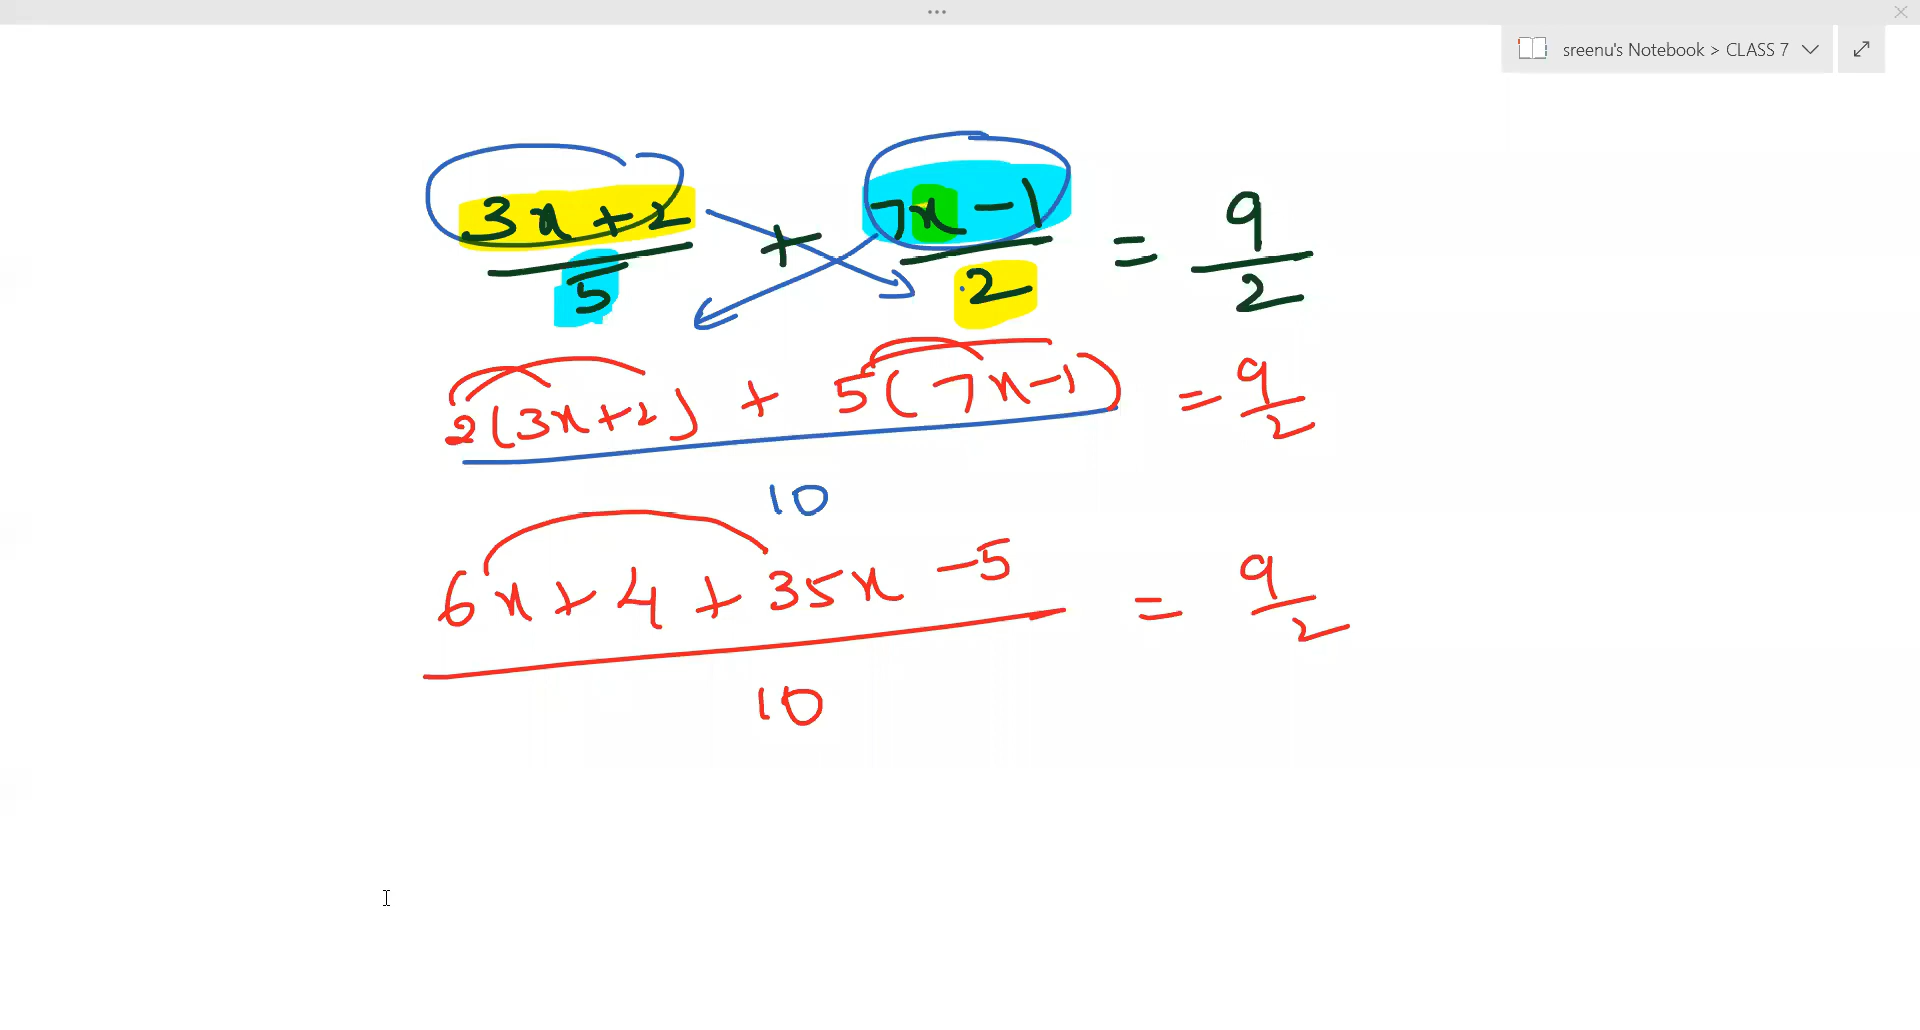 sreenu's Notebook > CLASS 7
(3x+2)/5 + (7x-1)/2 = 9/2
(2(3x+2) + 5(7x-1))/10 = 9/2
(6x+4+35x-5)/10 = 9/2